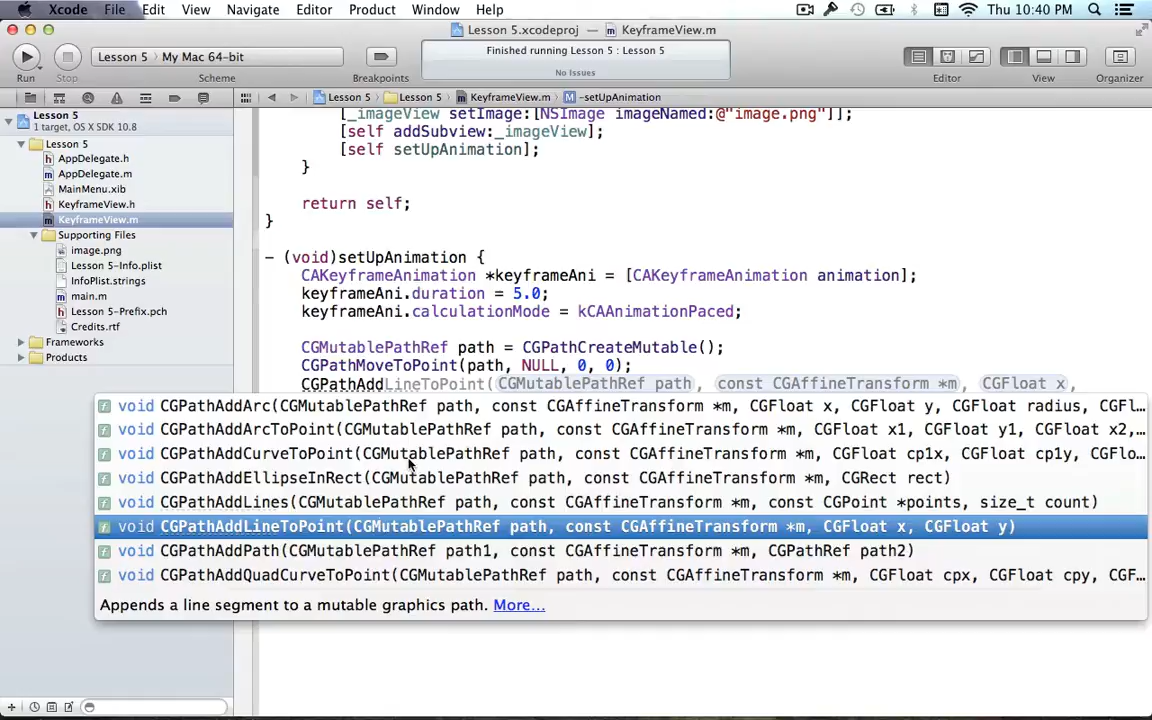 Xcode File Edit View Navigate Editor Product Window Help Thu 10:40 PM
Lesson 5.xcodeproj — KeyframeView.m
Lesson 5 My Mac 64-bit
Finished running Lesson 5 : Lesson 5
No Issues
Run Stop Scheme Breakpoints Editor View Organizer
Lesson 5 Lesson 5 KeyframeView.m -setUpAnimation
Lesson 5
1 target, OS X SDK 10.8
Lesson 5
AppDelegate.h
AppDelegate.m
MainMenu.xib
KeyframeView.h
KeyframeView.m
Supporting Files
image.png
Lesson 5-Info.plist
InfoPlist.strings
main.m
Lesson 5-Prefix.pch
Credits.rtf
Frameworks
Products
[_imageView setImage:[NSImage imageNamed:@"image.png"]];
[self addSubview:_imageView];
[self setUpAnimation];
}
return self;
}
- (void)setUpAnimation {
CAKeyframeAnimation *keyframeAni = [CAKeyframeAnimation animation];
keyframeAni.duration = 5.0;
keyframeAni.calculationMode = kCAAnimationPaced;
CGMutablePathRef path = CGPathCreateMutable();
CGPathMoveToPoint(path, NULL, 0, 0);
CGPathAddLineToPoint(CGMutablePathRef path, const CGAffineTransform *m, CGFloat x,
void CGPathAddArc(CGMutablePathRef path, const CGAffineTransform *m, CGFloat x, CGFloat y, CGFloat radius, CGFl...
void CGPathAddArcToPoint(CGMutablePathRef path, const CGAffineTransform *m, CGFloat x1, CGFloat y1, CGFloat x2,...
void CGPathAddCurveToPoint(CGMutablePathRef path, const CGAffineTransform *m, CGFloat cp1x, CGFloat cp1y, CGFlo...
void CGPathAddEllipseInRect(CGMutablePathRef path, const CGAffineTransform *m, CGRect rect)
void CGPathAddLines(CGMutablePathRef path, const CGAffineTransform *m, const CGPoint *points, size_t count)
void CGPathAddLineToPoint(CGMutablePathRef path, const CGAffineTransform *m, CGFloat x, CGFloat y)
void CGPathAddPath(CGMutablePathRef path1, const CGAffineTransform *m, CGPathRef path2)
void CGPathAddQuadCurveToPoint(CGMutablePathRef path, const CGAffineTransform *m, CGFloat cpx, CGFloat cpy, CGF...
Appends a line segment to a mutable graphics path. More...